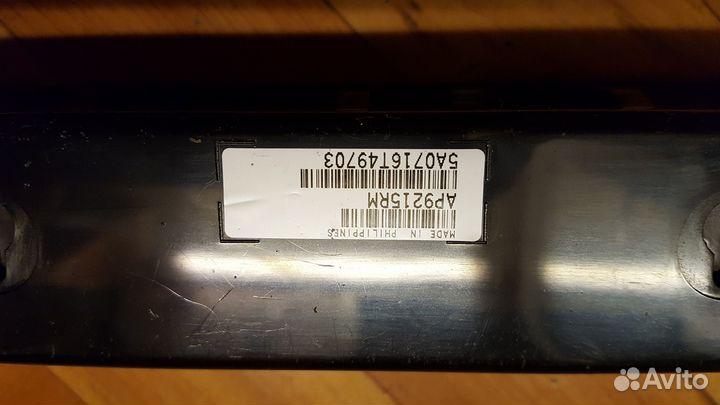 MADE IN PHILIPPINES
AP9215RM
5A0716T49703
Avito